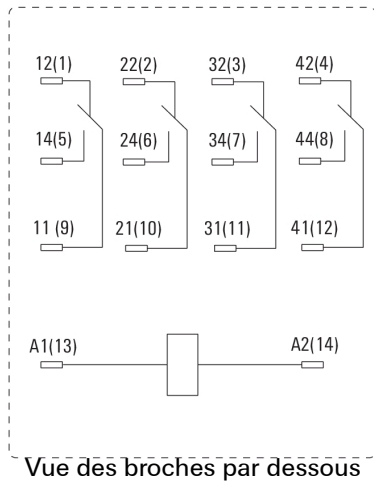 12(1) 22(2) 32(3) 42(4)
14(5) 24(6) 34(7) 44(8)
11 (9) 21(10) 31(11) 41(12)
A1(13) A2(14)
Vue des broches par dessous